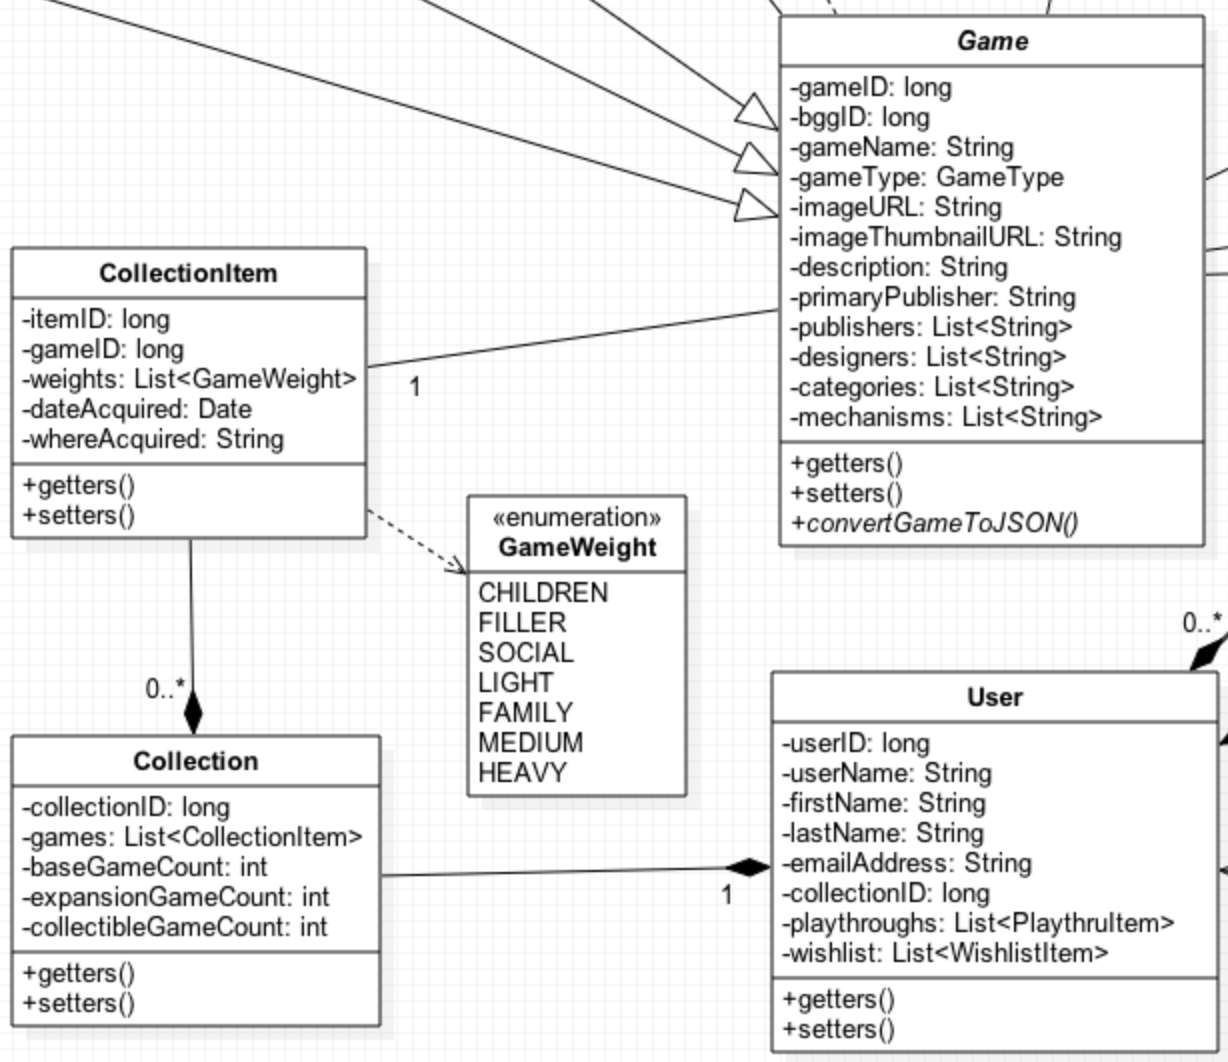 Game
-gameID: long
-bggID: long
-gameName: String
-gameType: GameType
-imageURL: String
-imageThumbnailURL: String
-description: String
-primaryPublisher: String
-publishers: List<String>
-designers: List<String>
-categories: List<String>
-mechanisms: List<String>
+getters()
+setters()
+convertGameToJSON()
CollectionItem
-itemID: long
-gameID: long
-weights: List<GameWeight>
-dateAcquired: Date
-whereAcquired: String
+getters()
+setters()
1
«enumeration»
GameWeight
CHILDREN
FILLER
SOCIAL
LIGHT
FAMILY
MEDIUM
HEAVY
0..*
Collection
-collectionID: long
-games: List<CollectionItem>
-baseGameCount: int
-expansionGameCount: int
-collectibleGameCount: int
+getters()
+setters()
1
0..*
User
-userID: long
-userName: String
-firstName: String
-lastName: String
-emailAddress: String
-collectionID: long
-playthroughs: List<PlaythruItem>
-wishlist: List<WishlistItem>
+getters()
+setters()